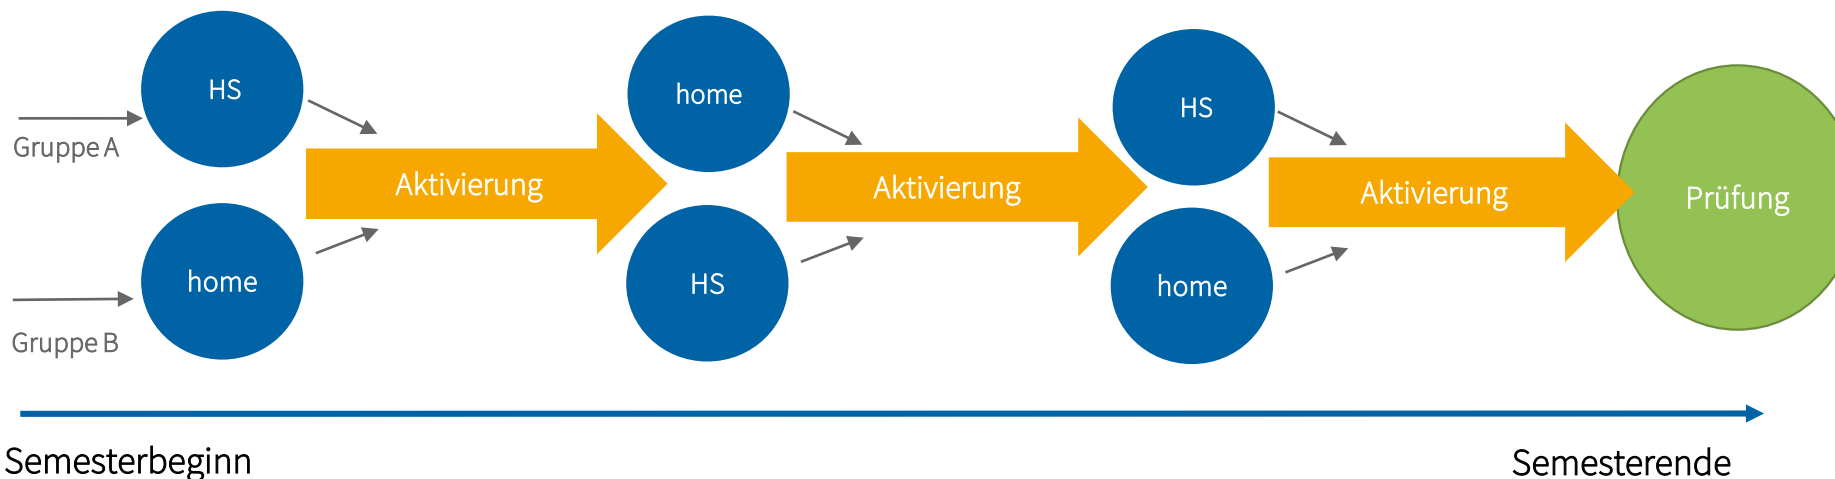 HS
home
HS
Gruppe A
Aktivierung
Aktivierung
Aktivierung
Prüfung
home
HS
home
Gruppe B
Semesterbeginn
Semesterende